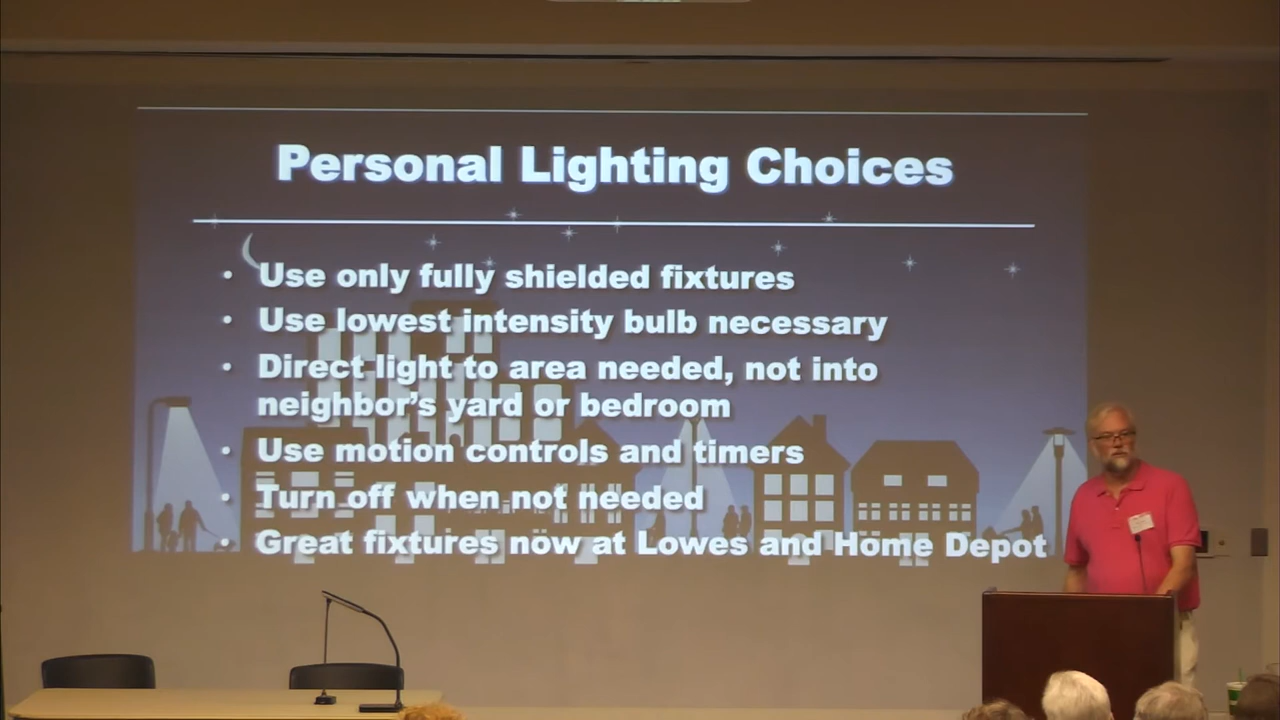 Personal Lighting Choices
• Use only fully shielded fixtures
• Use lowest intensity bulb necessary
• Direct light to area needed, not into
neighbor's yard or bedroom
• Use motion controls and timers
• Turn off when not needed
• Great fixtures now at Lowes and Home Depot